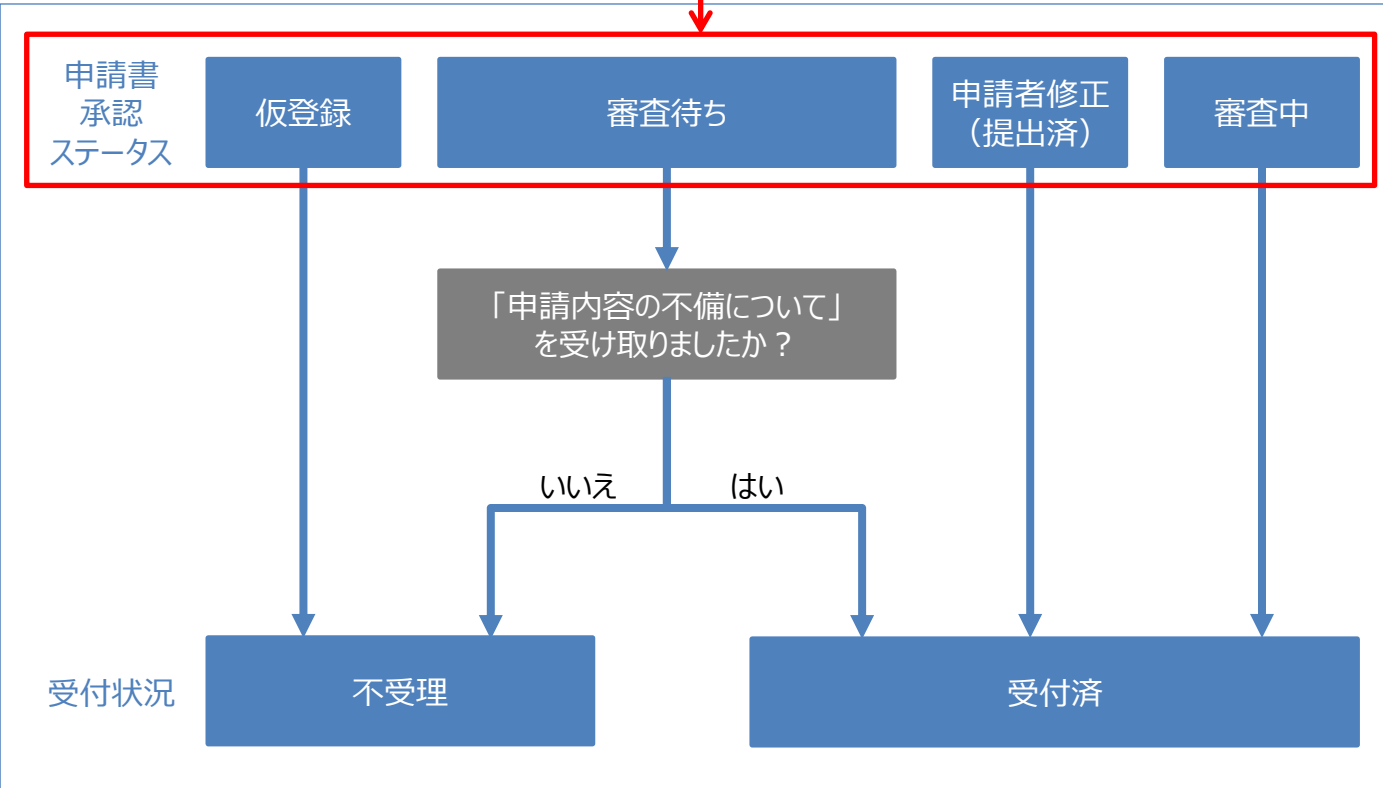 申請書
承認
ステータス
仮登録
審査待ち
申請者修正
（提出済）
審査中
「申請内容の不備について」
を受け取りましたか？
いいえ
はい
受付状況
不受理
受付済